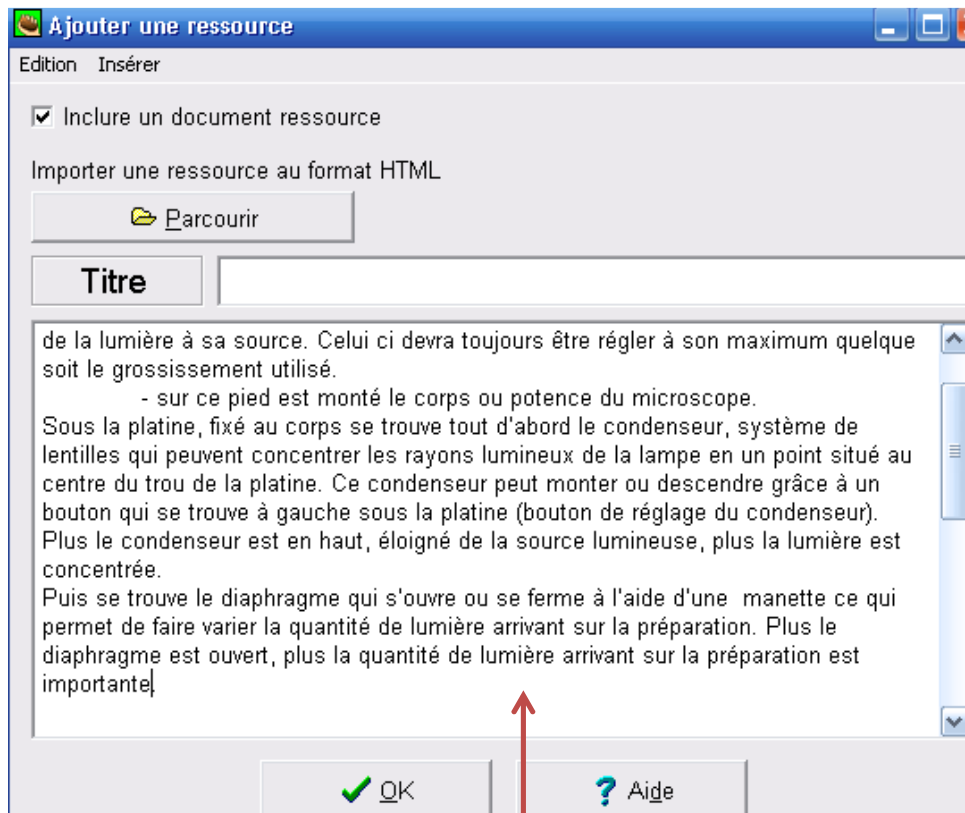 Ajouter une ressource
Edition Insérer
Inclure un document ressource
Importer une ressource au format HTML
Parcourir
Titre
de la lumière à sa source. Celui ci devra toujours être régler à son maximum quelque
soit le grossissement utilisé.
- sur ce pied est monté le corps ou potence du microscope.
Sous la platine, fixé au corps se trouve tout d'abord le condenseur, système de
lentilles qui peuvent concentrer les rayons lumineux de la lampe en un point situé au
centre du trou de la platine. Ce condenseur peut monter ou descendre grâce à un
bouton qui se trouve à gauche sous la platine (bouton de réglage du condenseur).
Plus le condenseur est en haut, éloigné de la source lumineuse, plus la lumière est
concentrée.
Puis se trouve le diaphragme qui s'ouvre ou se ferme à l'aide d'une manette ce qui
permet de faire varier la quantité de lumière arrivant sur la préparation. Plus le
diaphragme est ouvert, plus la quantité de lumière arrivant sur la préparation est
importante.
OK
Aide